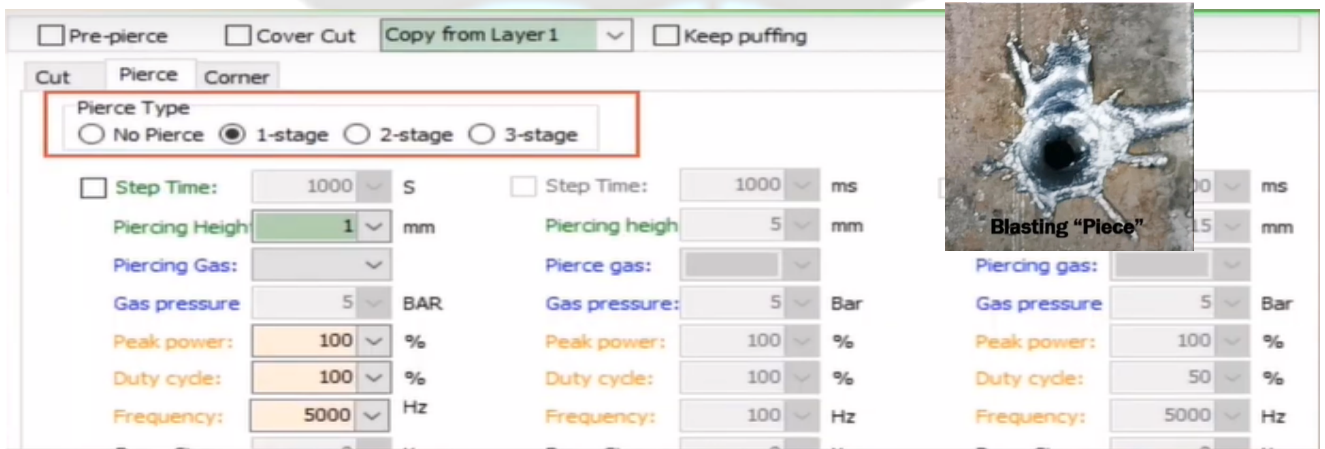 Pre-pierce Cover Cut Copy from Layer1 Keep puffing
Cut Pierce Corner
Pierce Type
No Pierce 1-stage 2-stage 3-stage
Step Time: 1000 S Step Time: 1000 ms ms
Piercing Heigh 1 mm Piercing heigh 5 mm 15 mm
Blasting "Piece"
Piercing Gas: Pierce gas: Piercing gas:
Gas pressure 5 BAR Gas pressure: 5 Bar Gas pressure 5 Bar
Peak power: 100 % Peak power: 100 % Peak power: 100 %
Duty cycle: 100 % Duty cycle: 100 % Duty cycle: 50 %
Frequency: 5000 Hz Frequency: 100 Hz Frequency: 5000 Hz